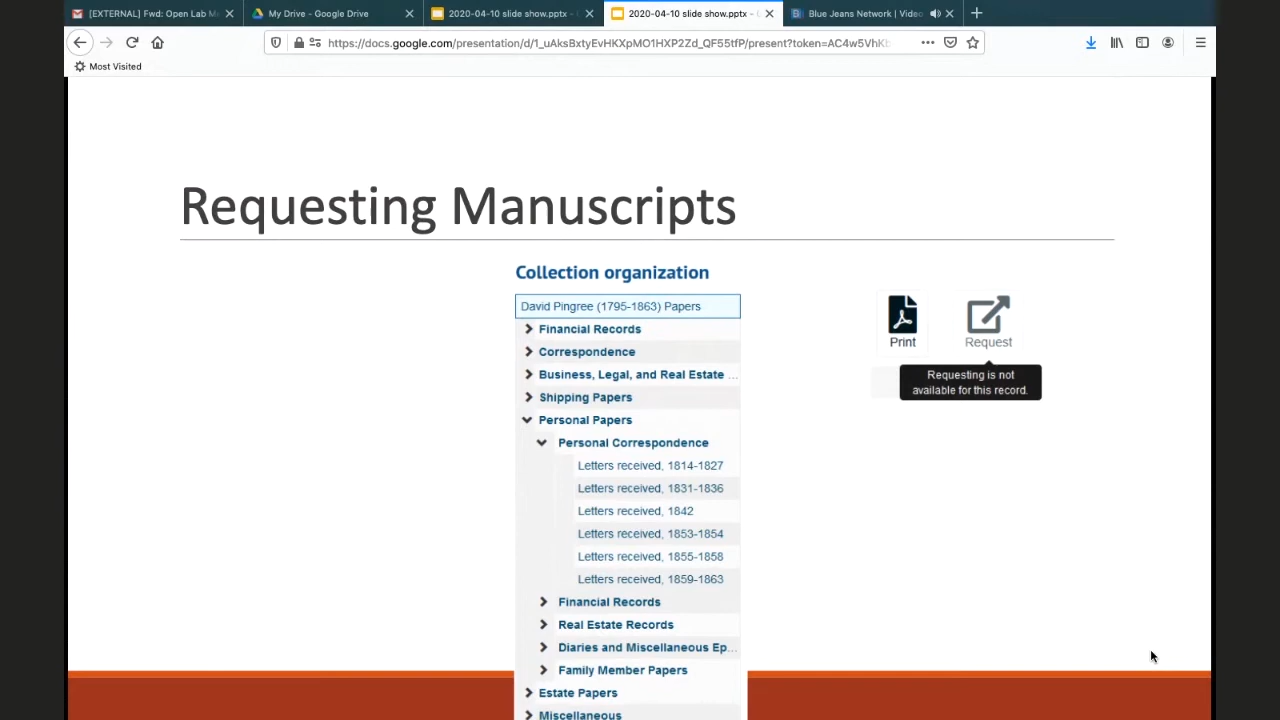 [EXTERNAL] Fwd: Open Lab M
My Drive - Google Drive
2020-04-10 slide show.pptx -
2020-04-10 slide show.pptx -
Blue Jeans Network | Video
https://docs.google.com/presentation/d/1_uAksBxtyEvHKXpMO1HXP2Zd_QF55tfP/present?token=AC4w5VhKb
Most Visited
Requesting Manuscripts
Collection organization
David Pingree (1795-1863) Papers
Financial Records
Correspondence
Business, Legal, and Real Estate ...
Shipping Papers
Personal Papers
Personal Correspondence
Letters received, 1814-1827
Letters received, 1831-1836
Letters received, 1842
Letters received, 1853-1854
Letters received, 1855-1858
Letters received, 1859-1863
Financial Records
Real Estate Records
Diaries and Miscellaneous Ep...
Family Member Papers
Estate Papers
Miscellaneous
Print
Request
Requesting is not
available for this record.